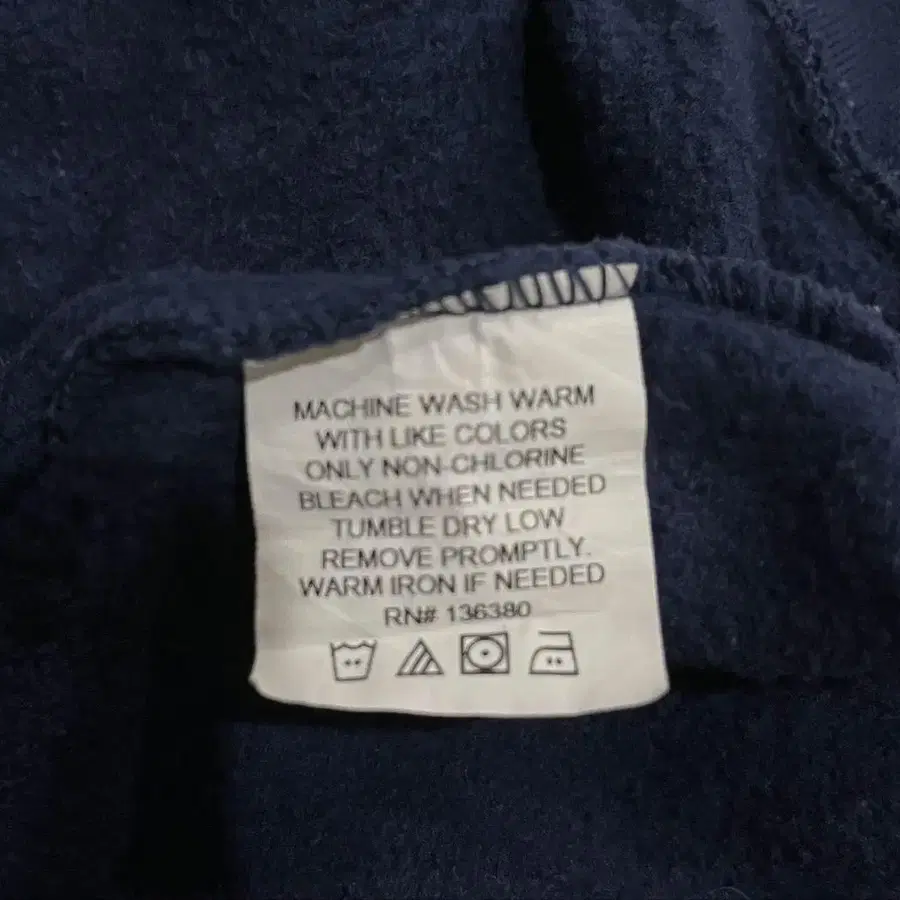 MACHINE WASH WARM
WITH LIKE COLORS
ONLY NON-CHLORINE
BLEACH WHEN NEEDED
TUMBLE DRY LOW
REMOVE PROMPTLY.
WARM IRON IF NEEDED
RN# 136380